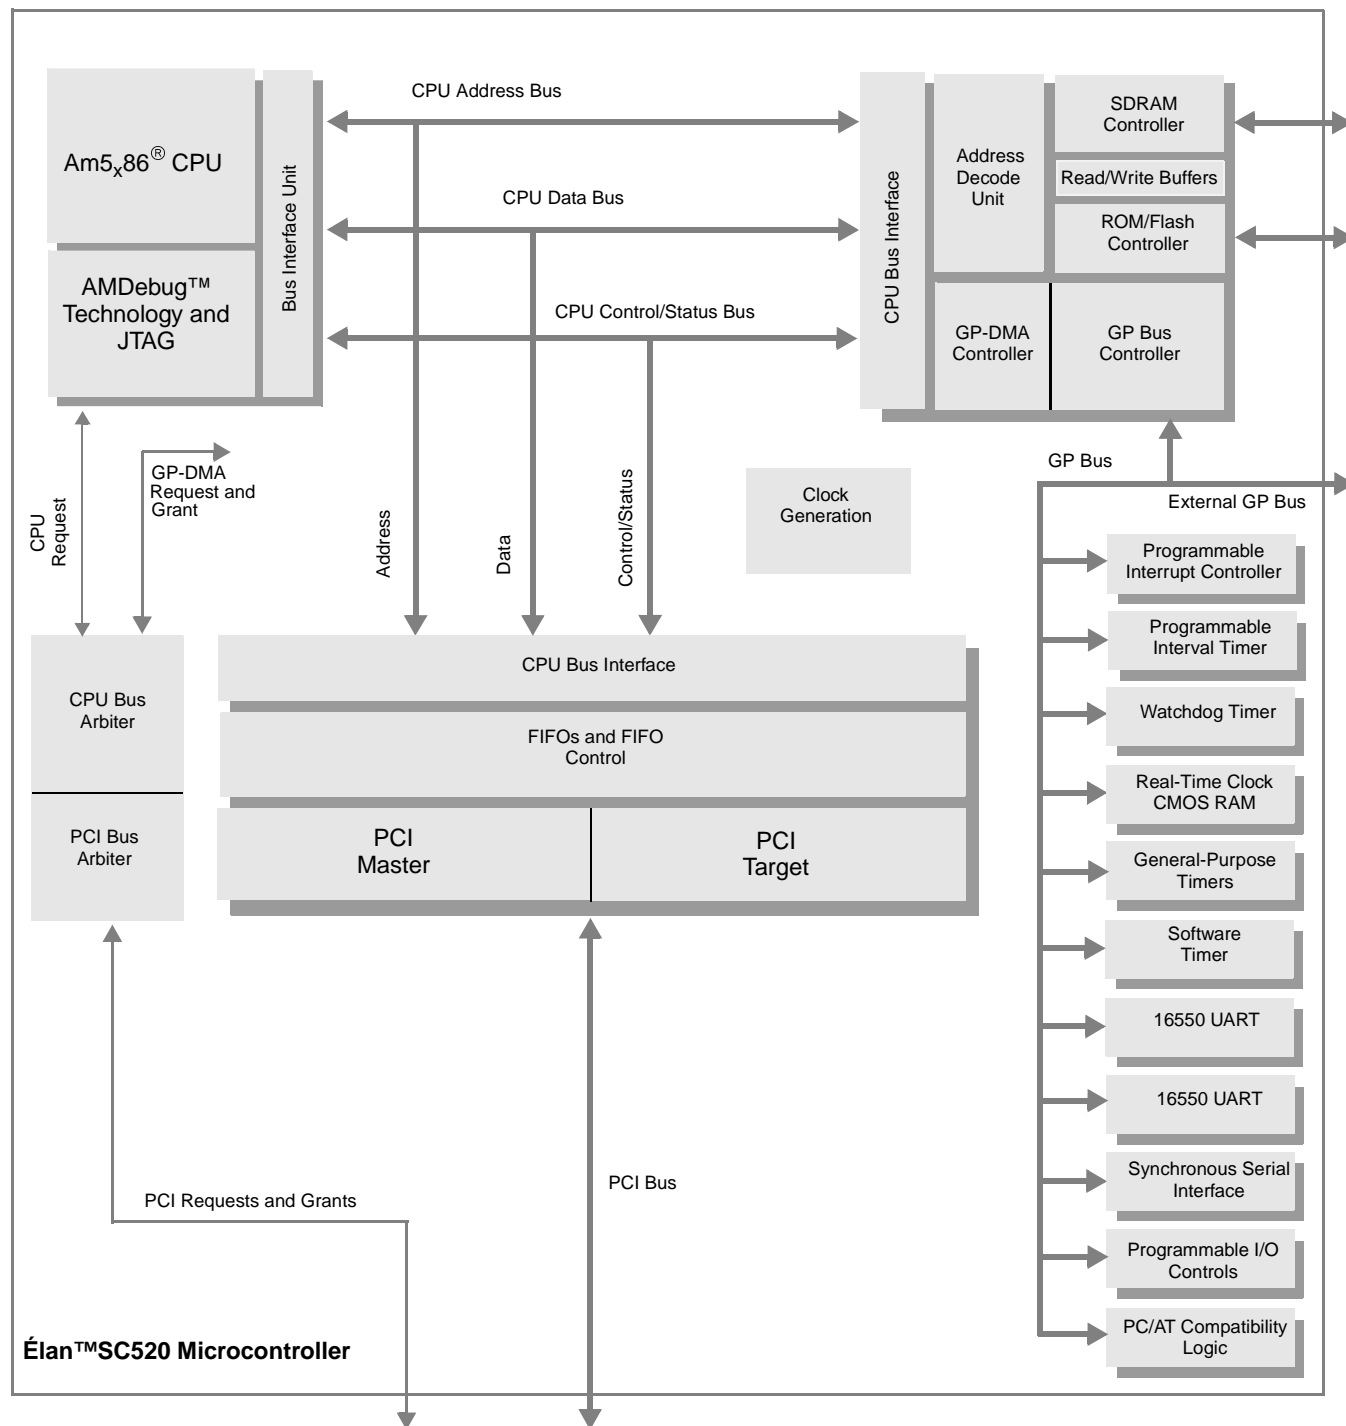 CPU Address Bus
SDRAM
Controller
Am5x86® CPU
Bus Interface Unit
CPU Bus Interface
Address
Decode
Unit
Read/Write Buffers
CPU Data Bus
ROM/Flash
Controller
AMDebug™
Technology and
JTAG
CPU Control/Status Bus
GP-DMA
Controller
GP Bus
Controller
GP-DMA
Request and
Grant
CPU
Request
Address
Data
Control/Status
Clock
Generation
GP Bus
External GP Bus
Programmable
Interrupt Controller
Programmable
Interval Timer
CPU Bus Interface
CPU Bus
Arbiter
Watchdog Timer
FIFOs and FIFO
Control
Real-Time Clock
CMOS RAM
PCI Bus
Arbiter
PCI
Master
PCI
Target
General-Purpose
Timers
Software
Timer
16550 UART
16550 UART
Synchronous Serial
Interface
PCI Requests and Grants
PCI Bus
Programmable I/O
Controls
PC/AT Compatibility
Logic
Élan™SC520 Microcontroller